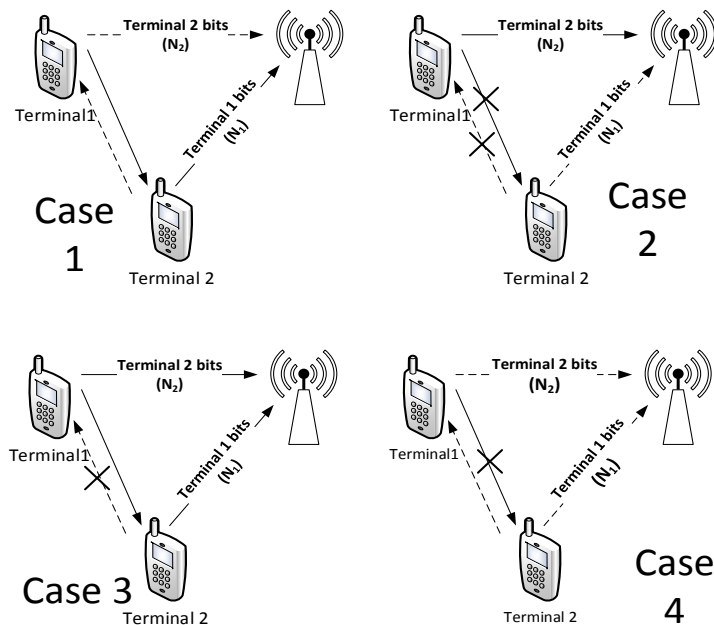 Terminal 2 bits
(N₂)
Terminal1
Terminal 1 bits
(N₁)
Case
1
Terminal 2
Terminal 2 bits
(N₂)
Terminal1
Terminal 1 bits
(N₁)
Case
2
Terminal 2
Terminal 2 bits
(N₂)
Terminal1
Terminal 1 bits
(N₁)
Case 3
Terminal 2
Terminal 2 bits
(N₂)
Terminal1
Terminal 1 bits
(N₁)
Case
4
Terminal 2